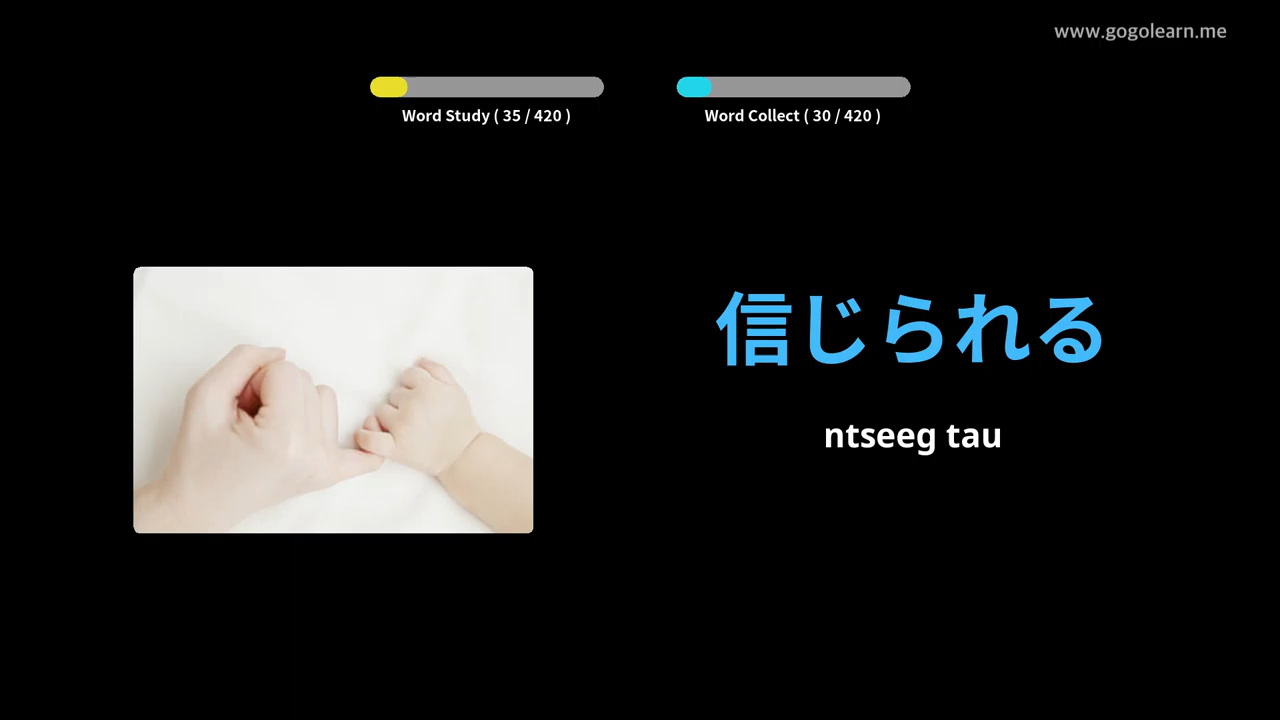 www.gogolearn.me
Word Study ( 35 / 420 )
Word Collect ( 30 / 420 )
信じられる
ntseeg tau